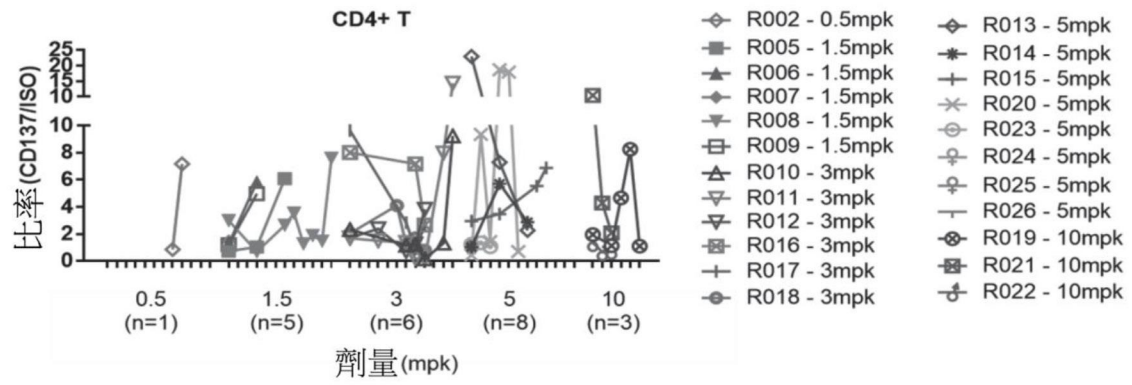 CD4+ T
比率(CD137/ISO)
25
20
15
10
10
8
6
4
2
0
0.5 1.5 3 5 10
(n=1) (n=5) (n=6) (n=8) (n=3)
劑量(mpk)
R002 - 0.5mpk
R005 - 1.5mpk
R006 - 1.5mpk
R007 - 1.5mpk
R008 - 1.5mpk
R009 - 1.5mpk
R010 - 3mpk
R011 - 3mpk
R012 - 3mpk
R016 - 3mpk
R017 - 3mpk
R018 - 3mpk
R013 - 5mpk
R014 - 5mpk
R015 - 5mpk
R020 - 5mpk
R023 - 5mpk
R024 - 5mpk
R025 - 5mpk
R026 - 5mpk
R019 - 10mpk
R021 - 10mpk
R022 - 10mpk